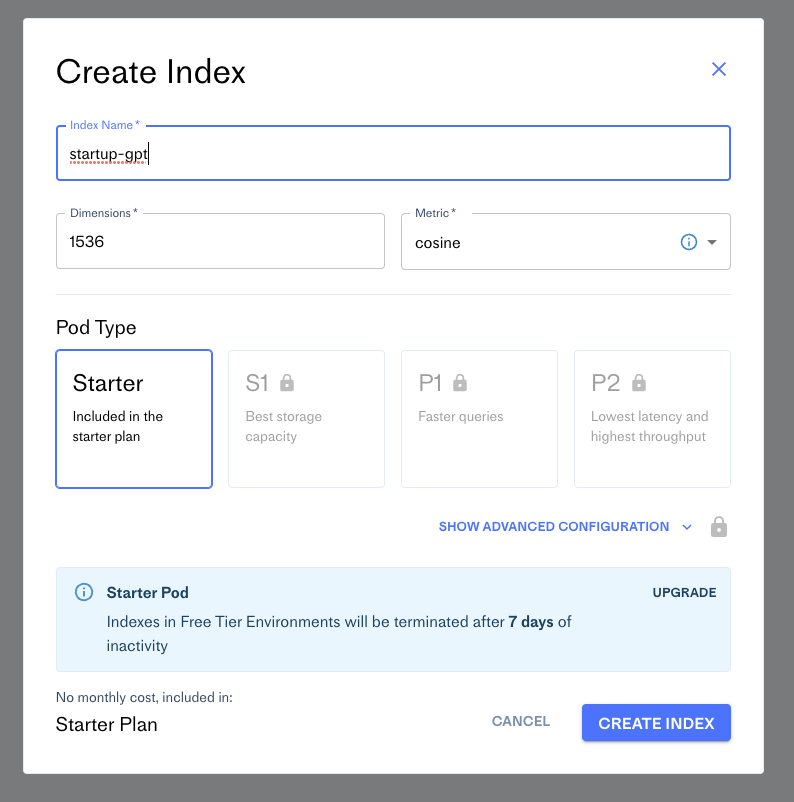 Create Index
Index Name *
startup-gpt
Dimensions *
Metric *
1536
cosine
Pod Type
Starter
Included in the
starter plan
S1
Best storage
capacity
P1
Faster queries
P2
Lowest latency and
highest throughput
SHOW ADVANCED CONFIGURATION
Starter Pod
UPGRADE
Indexes in Free Tier Environments will be terminated after 7 days of
inactivity
No monthly cost, included in:
Starter Plan
CANCEL
CREATE INDEX